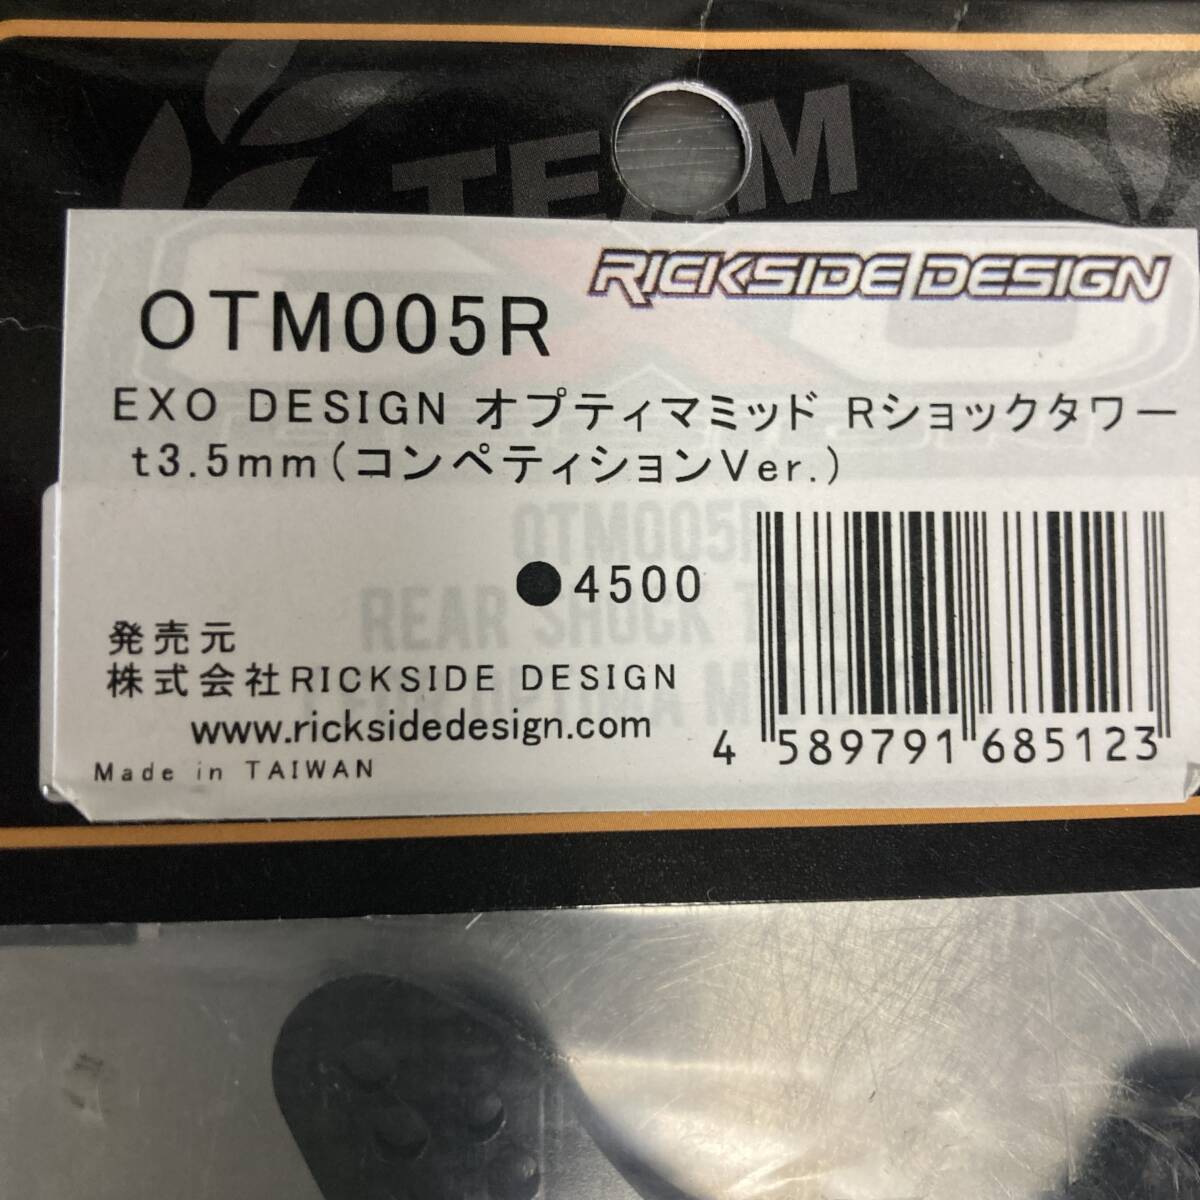 TEAM
RICKSIDE DESIGN
OTM005R
EXO DESIGN オプティマミッド Rショックタワー
t3.5mm(コンペティションVer.)
OTM005R
REAR SHOCK
●4500
発売元
株式会社RICKSIDE DESIGN
www.ricksidedesign.com
Made in TAIWAN
4 589791 685123